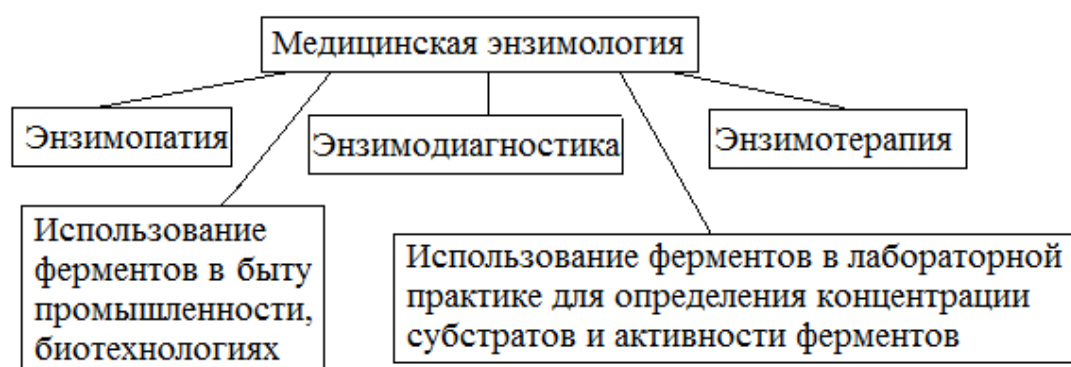 Медицинская энзимология
Энзимопатия
Энзимодиагностика
Энзимотерапия
Использование
ферментов в быту
промышленности,
биотехнологиях
Использование ферментов в лабораторной
практике для определения концентрации
субстратов и активности ферментов